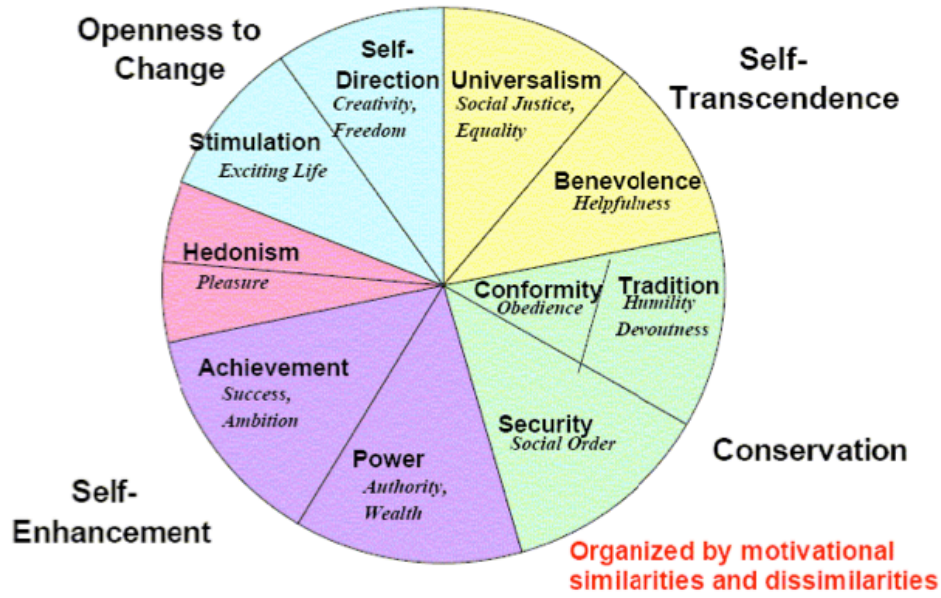 Openness to
Change
Self-
Direction
Creativity,
Freedom
Universalism
Social Justice,
Equality
Self-
Transcendence
Stimulation
Exciting Life
Benevolence
Helpfulness
Hedonism
Pleasure
Conformity
Obedience
Tradition
Humility
Devoutness
Achievement
Success,
Ambition
Security
Social Order
Power
Authority,
Wealth
Conservation
Self-
Enhancement
Organized by motivational
similarities and dissimilarities